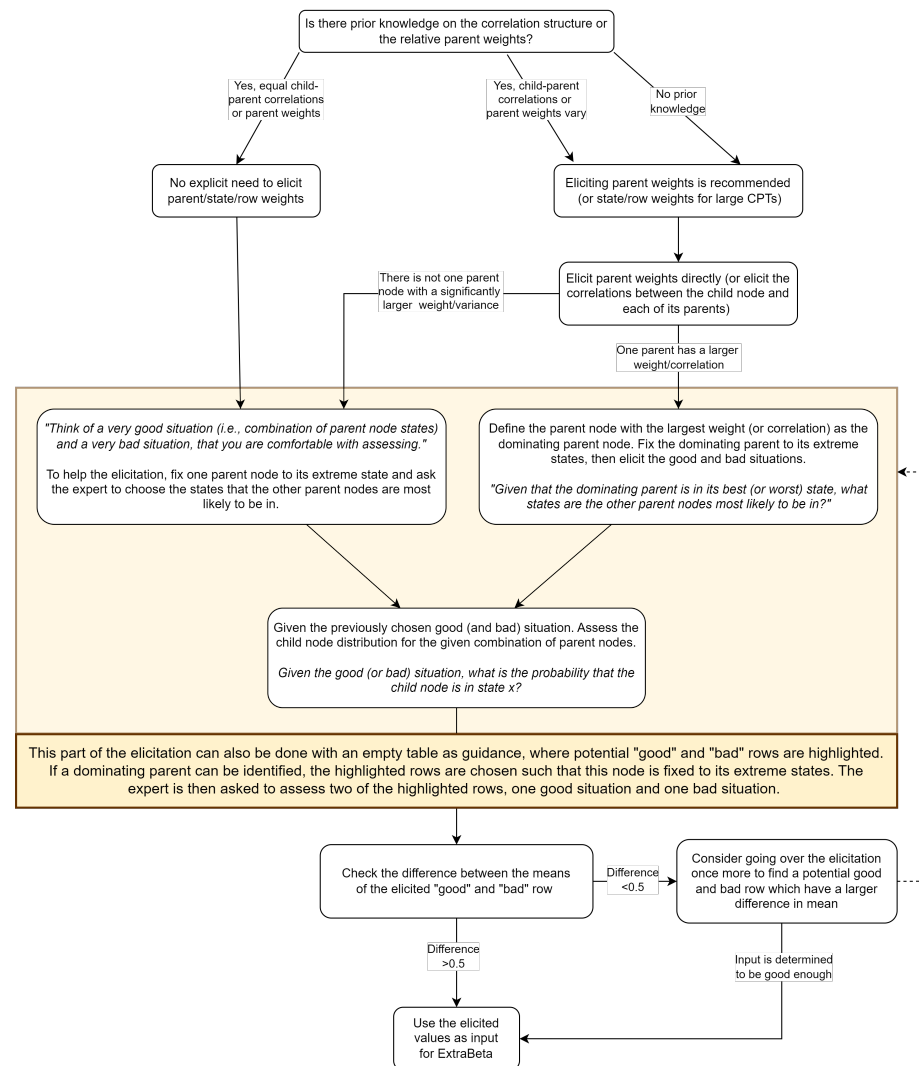 Is there prior knowledge on the correlation structure or
the relative parent weights?
Yes, equal child-
parent correlations
or parent weights
Yes, child-parent
correlations or
parent weights vary
No prior
knowledge
No explicit need to elicit
parent/state/row weights
Eliciting parent weights is recommended
(or state/row weights for large CPTs)
There is not one parent
node with a significantly
larger weight/variance
Elicit parent weights directly (or elicit the
correlations between the child node and
each of its parents)
One parent has a larger
weight/correlation
"Think of a very good situation (i.e., combination of parent node states)
and a very bad situation, that you are comfortable with assessing."
To help the elicitation, fix one parent node to its extreme state and ask
the expert to choose the states that the other parent nodes are most
likely to be in.
Define the parent node with the largest weight (or correlation) as the
dominating parent node. Fix the dominating parent to its extreme
states, then elicit the good and bad situations.
"Given that the dominating parent is in its best (or worst) state, what
states are the other parent nodes most likely to be in?"
Given the previously chosen good (and bad) situation. Assess the
child node distribution for the given combination of parent nodes.
Given the good (or bad) situation, what is the probability that the
child node is in state x?
This part of the elicitation can also be done with an empty table as guidance, where potential "good" and "bad" rows are highlighted.
If a dominating parent can be identified, the highlighted rows are chosen such that this node is fixed to its extreme states. The
expert is then asked to assess two of the highlighted rows, one good situation and one bad situation.
Check the difference between the means
of the elicited "good" and "bad" row
Difference
<0.5
Consider going over the elicitation
once more to find a potential good
and bad row which have a larger
difference in mean
Difference
>0.5
Input is determined
to be good enough
Use the elicited
values as input
for ExtraBeta